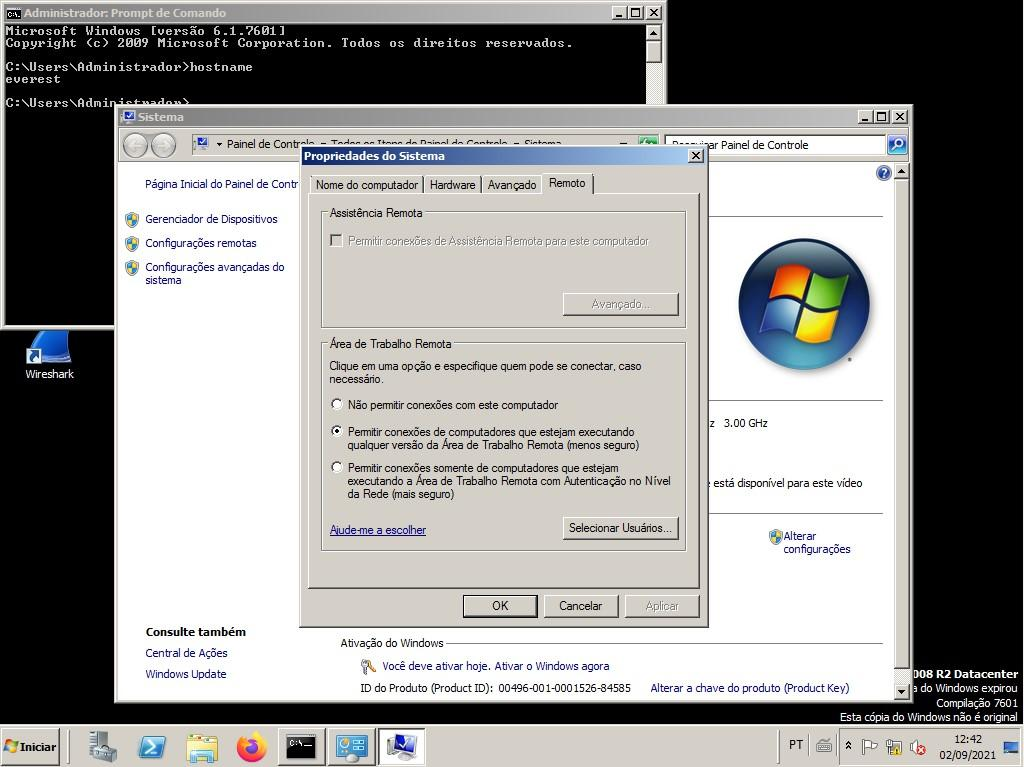 Administrador: Prompt de Comando
Microsoft Windows [versão 6.1.7601]
Copyright (c) 2009 Microsoft Corporation. Todos os direitos reservados.
C:\Users\Administrador>hostname
everest
C:\Users\Administrador>
Wireshark
Sistema
Painel de Controle Todos os Itens do Painel de Controle Sistema
Pesquisar Painel de Controle
Página Inicial do Painel de Contr
Gerenciador de Dispositivos
Configurações remotas
Configurações avançadas do
sistema
Propriedades do Sistema
Nome do computador Hardware Avançado Remoto
Assistência Remota
Permitir conexões de Assistência Remota para este computador
Avançado...
Área de Trabalho Remota
Clique em uma opção e especifique quem pode se conectar, caso
necessário.
Não permitir conexões com este computador
Permitir conexões de computadores que estejam executando
qualquer versão da Área de Trabalho Remota (menos seguro)
Permitir conexões somente de computadores que estejam
executando a Área de Trabalho Remota com Autenticação no Nível
da Rede (mais seguro)
Ajude-me a escolher
Selecionar Usuários...
OK Cancelar Aplicar
z 3.00 GHz
está disponível para este vídeo
Alterar
configurações
Consulte também
Central de Ações
Windows Update
Ativação do Windows
Você deve ativar hoje. Ativar o Windows agora
ID do Produto (Product ID): 00496-001-0001526-84585 Alterar a chave do produto (Product Key)
008 R2 Datacenter
a do Windows expirou
Compilação 7601
Esta cópia do Windows não é original
Iniciar
PT
12:42
02/09/2021